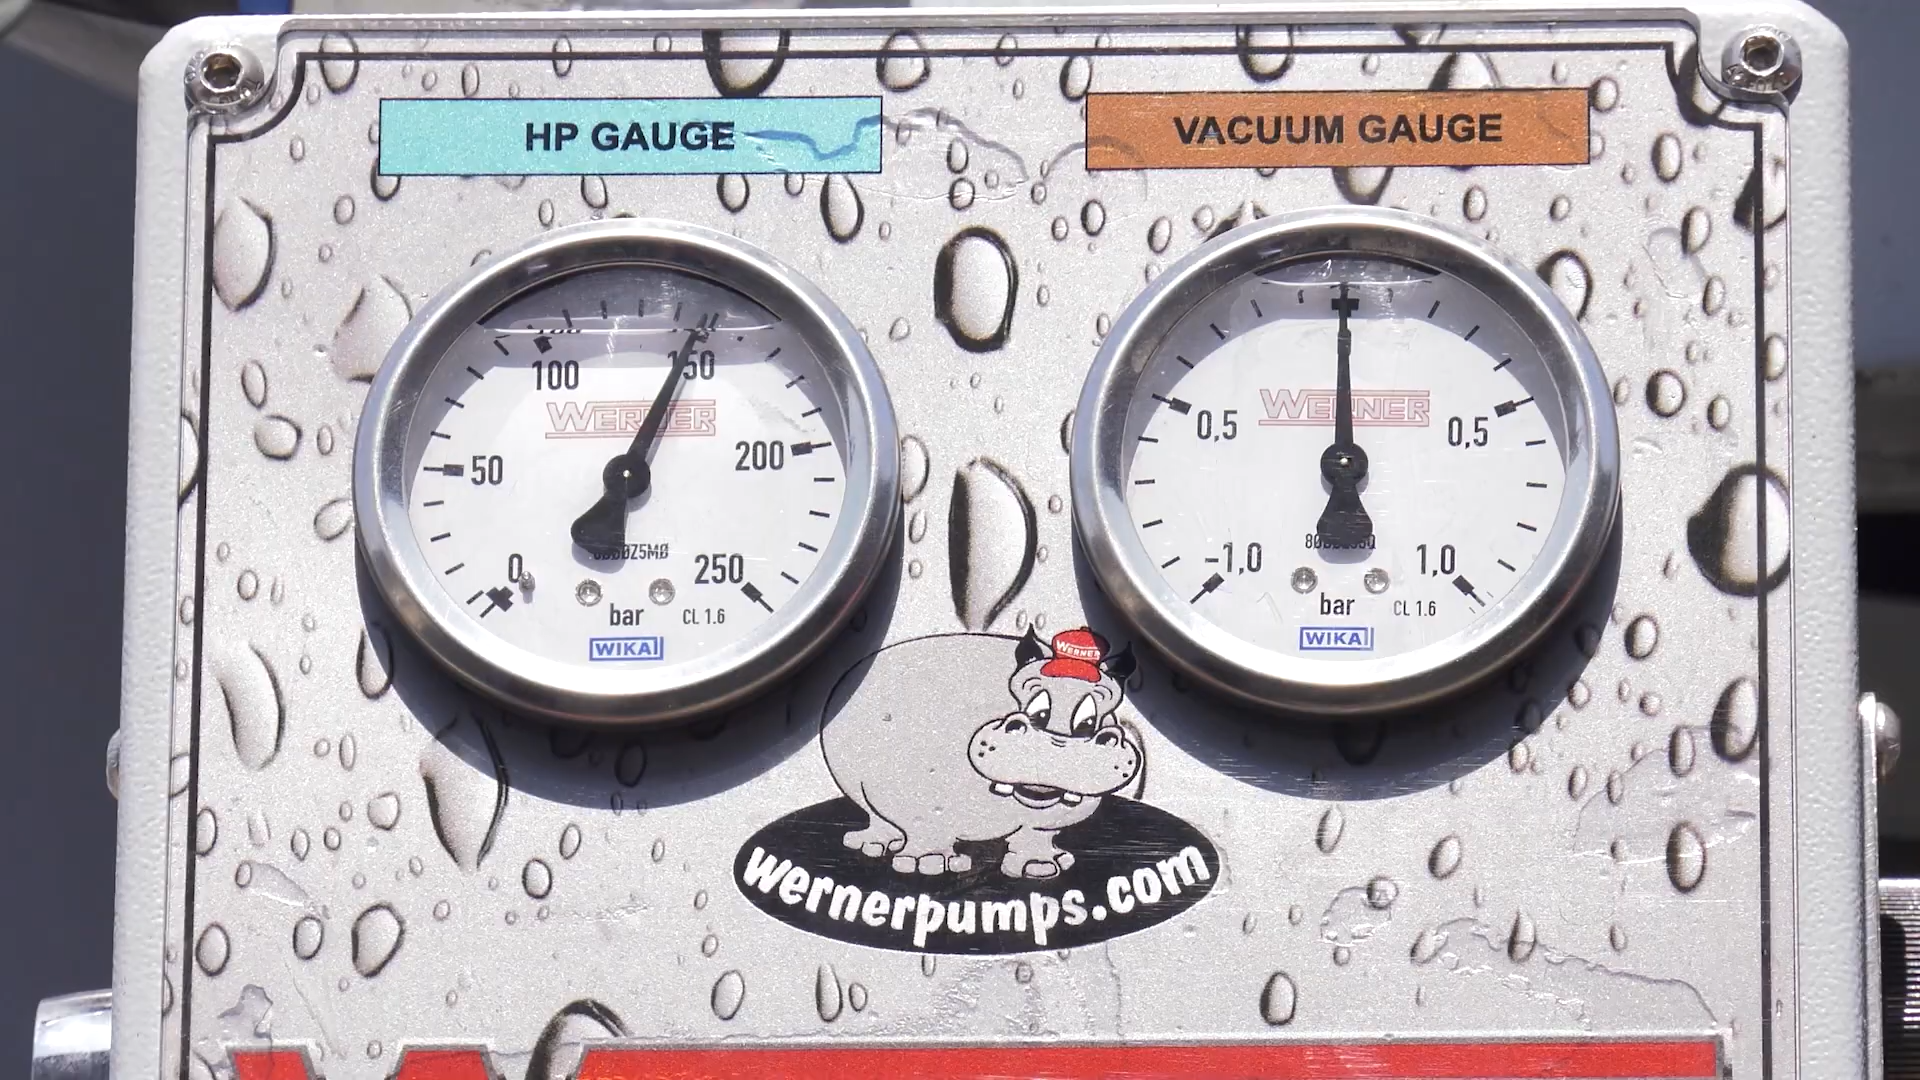 HP GAUGE
VACUUM GAUGE
100
150
WERNER
50
200
0
250
bar
CL 1.6
WIKA
WERNER
0,5
0,5
-1,0
1,0
bar
CL 1.6
WIKA
WERNER
wernerpumps.com